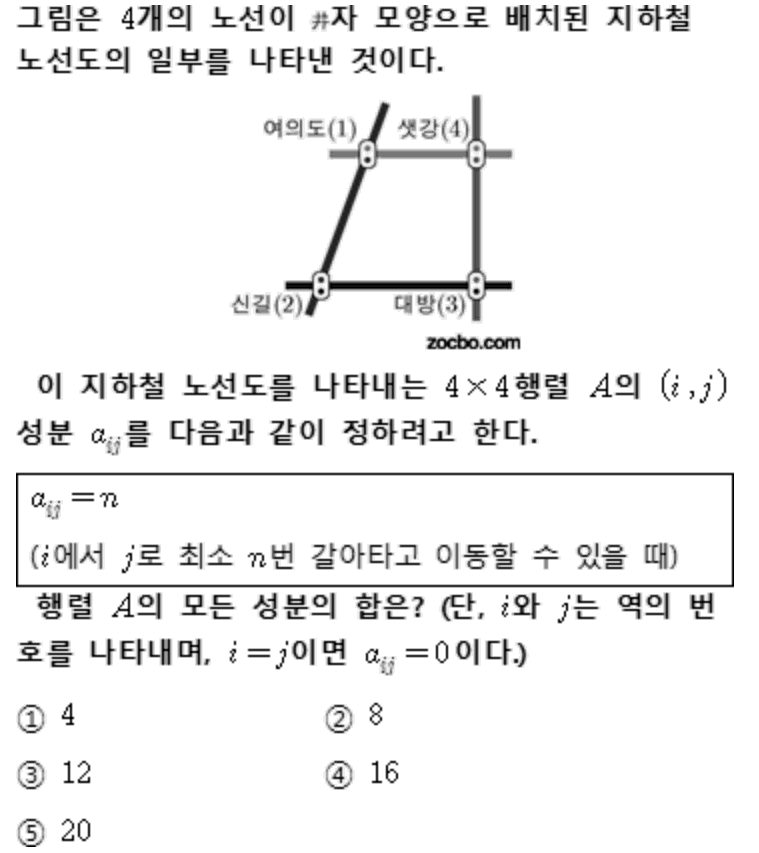 그림은 4개의 노선이 #자 모양으로 배치된 지하철
노선도의 일부를 나타낸 것이다.
여의도(1) 샛강(4)
신길(2) 대방(3)
zocbo.com
이 지하철 노선도를 나타내는 4×4행렬 A의 (i,j)
성분 a_{ij}를 다음과 같이 정하려고 한다.
a_{ij}=n
(i에서 j로 최소 n번 갈아타고 이동할 수 있을 때)
행렬 A의 모든 성분의 합은? (단, i와 j는 역의 번
호를 나타내며, i=j이면 a_{ij}=0이다.)
① 4 ② 8
③ 12 ④ 16
⑤ 20